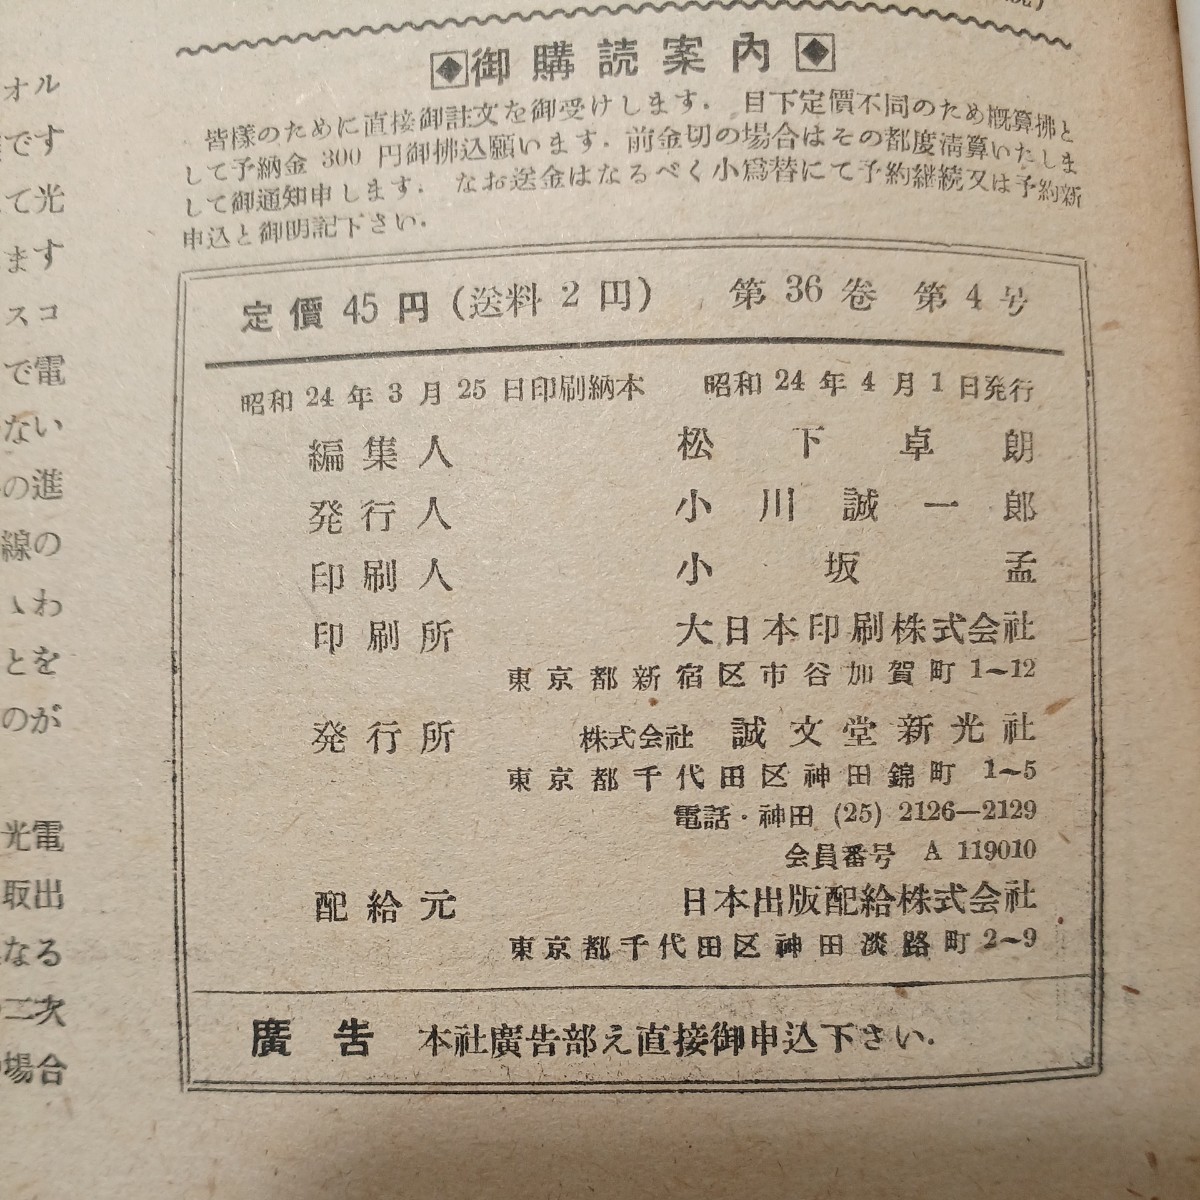 オル
です
て光
ます
スコ
で電
ない
の進
線の
ゝわ
とを
のが
光電
取出
なる
二次
場合
御購読案内
皆樣のために直接御註文を御受けします. 目下定價不同のため概算拂と
して予納金 300 円御拂込願います. 前金切の場合はその都度清算いたしま
して御通知申します. なお送金はなるべく小爲替にて予約継続又は予約新
申込と御明記下さい.
定價 45 円 (送料 2 円) 第 36 巻 第 4 号
昭和 24 年 3 月 25 日印刷納本 昭和 24 年 4 月 1 日発行
編集人 松下卓朗
発行人 小川誠一郎
印刷人 小坂孟
印刷所 大日本印刷株式会社
東京都新宿区市谷加賀町 1~12
発行所 株式会社 誠文堂新光社
東京都千代田区神田錦町 1~5
電話・神田 (25) 2126—2129
会員番号 A 119010
配給元 日本出版配給株式会社
東京都千代田区神田淡路町 2~9
廣告 本社廣告部え直接御申込下さい.